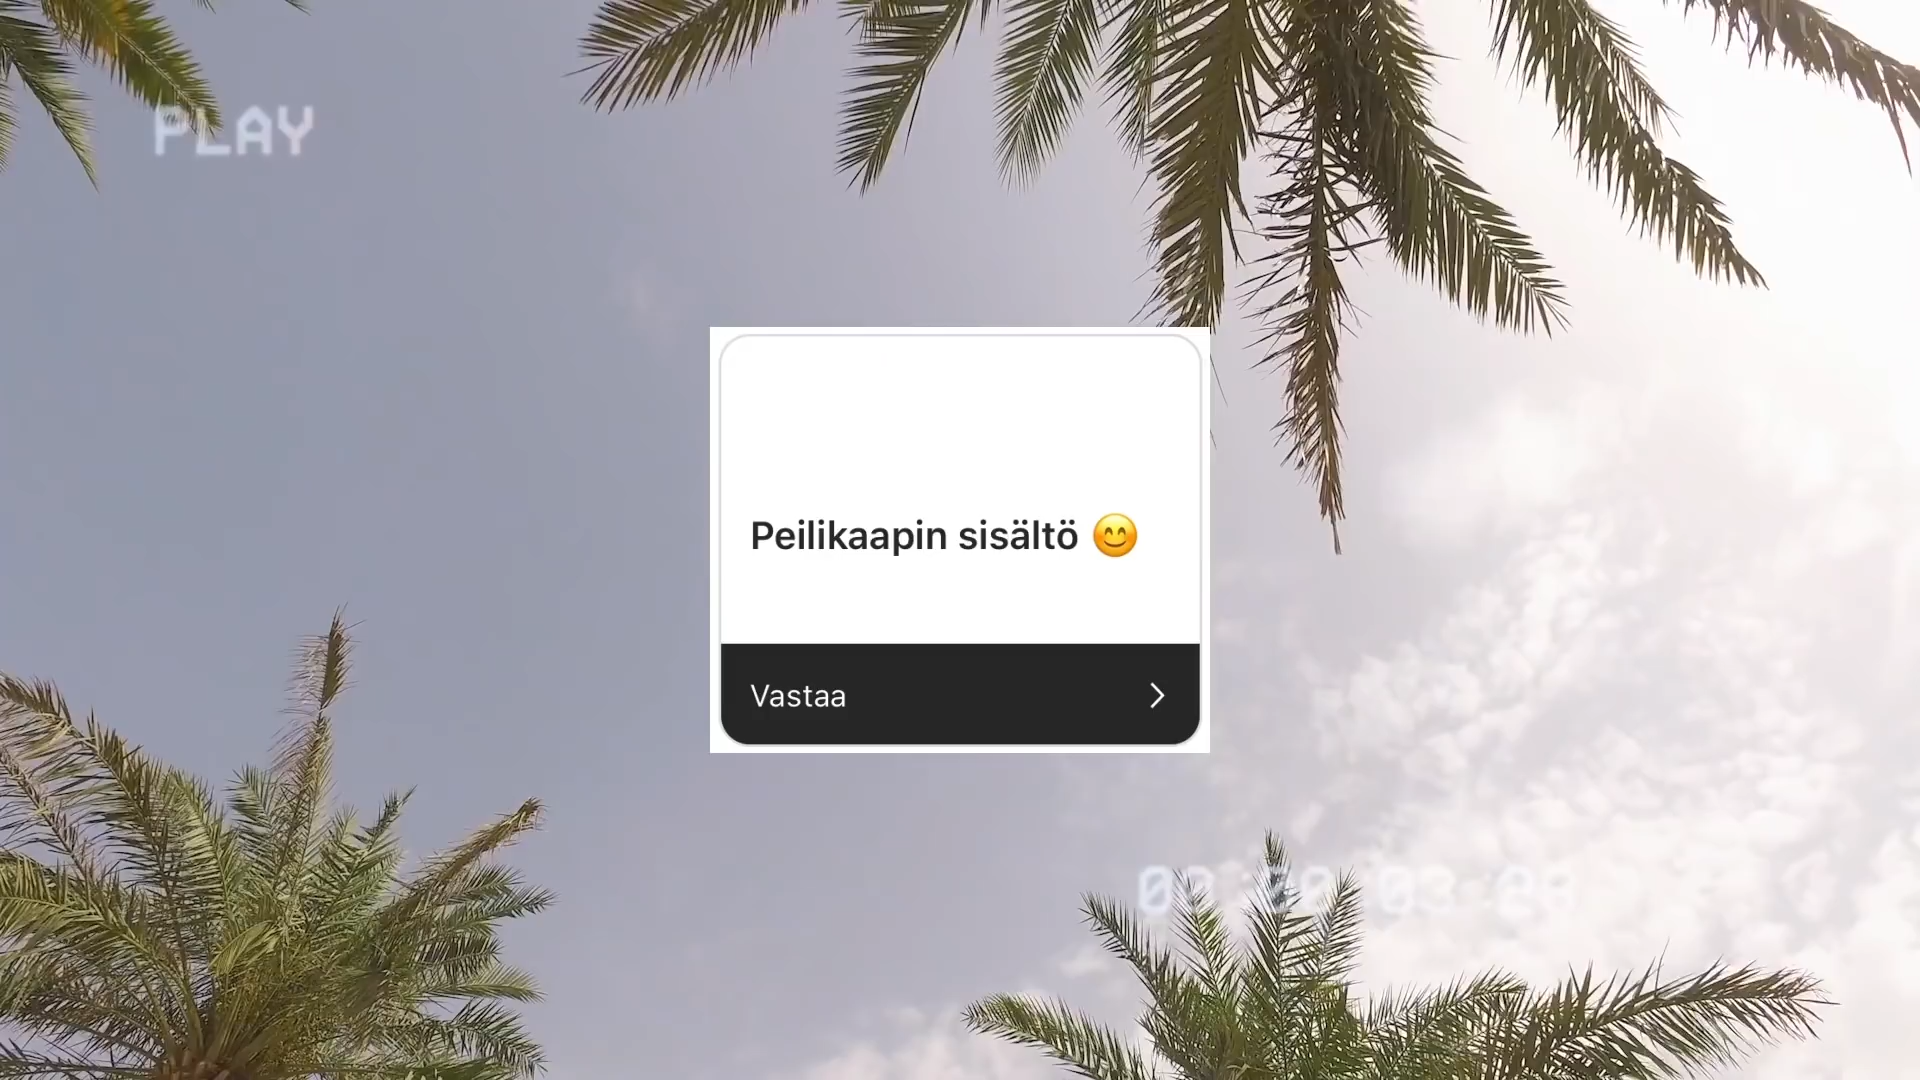 PLAY
Peilikaapin sisältö 😊
Vastaa